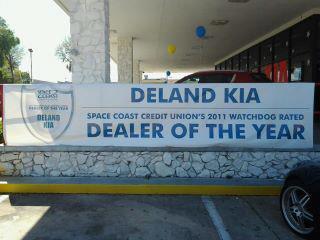 SPACE COAST
DEALER OF THE YEAR
DELAND
KIA
DELAND KIA
SPACE COAST CREDIT UNION'S 2011 WATCHDOG RATED
DEALER OF THE YEAR